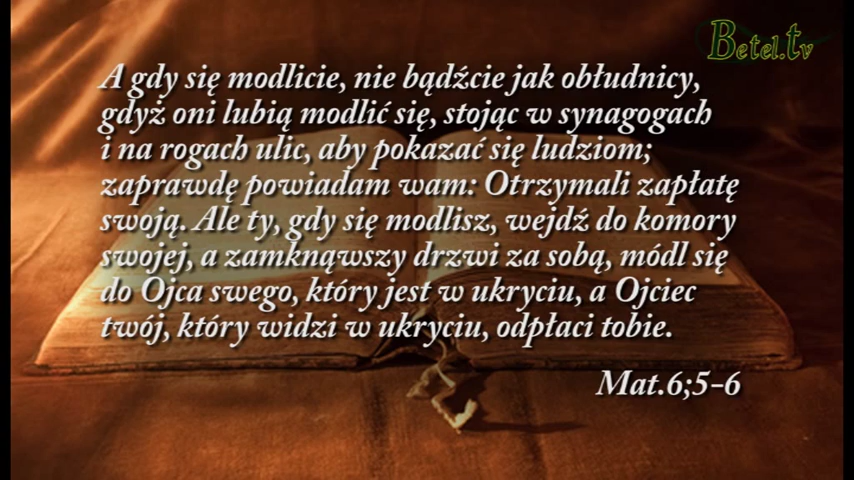 Betel.tv
A gdy się modlicie, nie bądźcie jak obłudnicy,
gdyż oni lubią modlić się, stojąc w synagogach
i na rogach ulic, aby pokazać się ludziom;
zaprawdę powiadam wam: Otrzymali zapłatę
swoją. Ale ty, gdy się modlisz, wejdź do komory
swojej, a zamknąwszy drzwi za sobą, módl się
do Ojca swego, który jest w ukryciu, a Ojciec
twój, który widzi w ukryciu, odpłaci tobie.
Mat.6;5-6